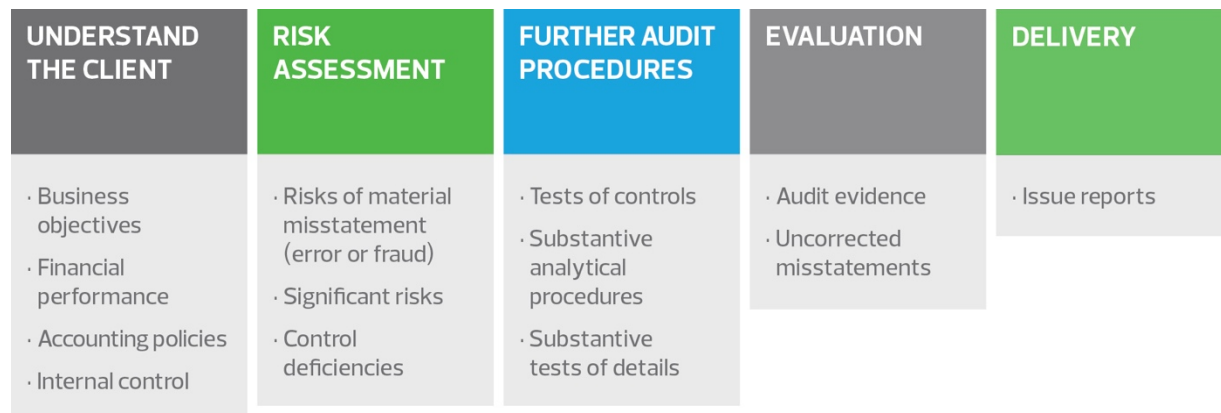 UNDERSTAND
THE CLIENT
· Business
objectives
· Financial
performance
· Accounting policies
· Internal control
RISK
ASSESSMENT
· Risks of material
misstatement
(error or fraud)
· Significant risks
· Control
deficiencies
FURTHER AUDIT
PROCEDURES
· Tests of controls
· Substantive
analytical
procedures
· Substantive
tests of details
EVALUATION
· Audit evidence
· Uncorrected
misstatements
DELIVERY
· Issue reports